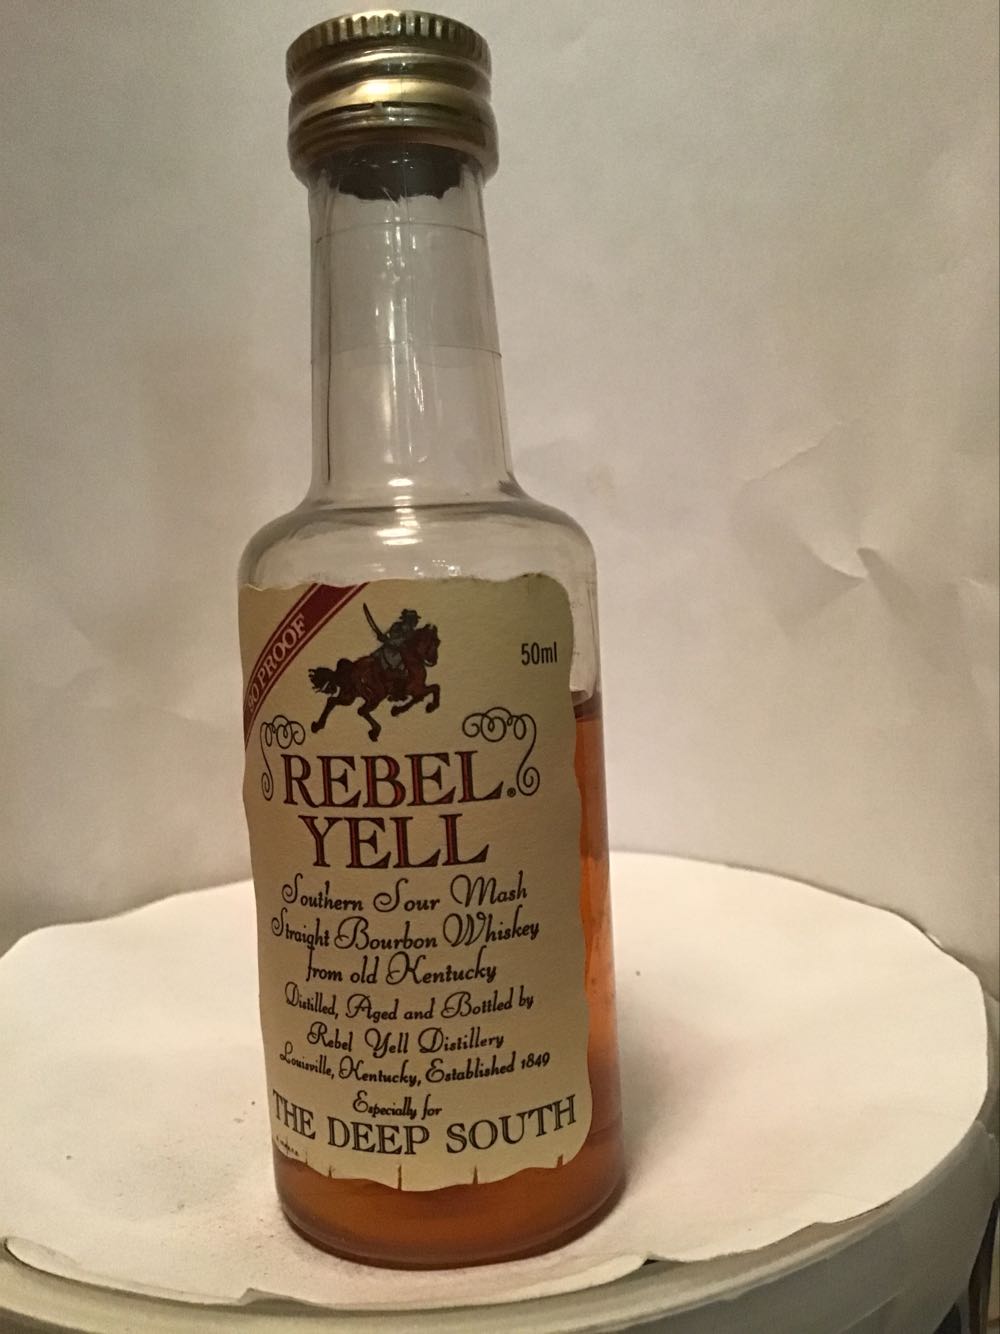 90 PROOF
50ml
REBEL
YELL®
Southern Sour Mash
Straight Bourbon Whiskey
from old Kentucky
Distilled, Aged and Bottled by
Rebel Yell Distillery
Louisville, Kentucky, Established 1849
Especially for
THE DEEP SOUTH